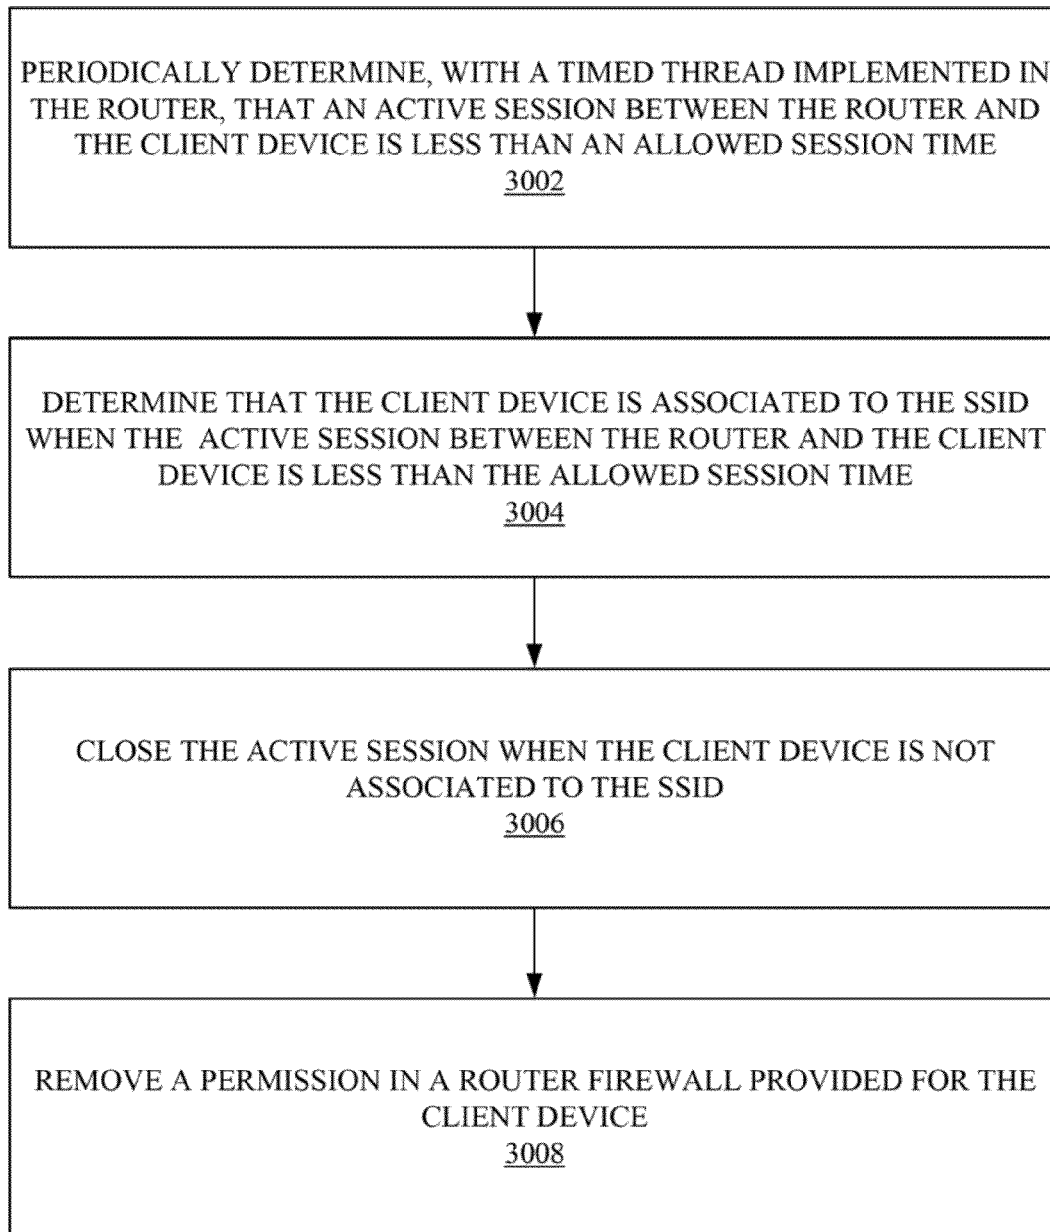 PERIODICALLY DETERMINE, WITH A TIMED THREAD IMPLEMENTED IN
THE ROUTER, THAT AN ACTIVE SESSION BETWEEN THE ROUTER AND
THE CLIENT DEVICE IS LESS THAN AN ALLOWED SESSION TIME
3002
DETERMINE THAT THE CLIENT DEVICE IS ASSOCIATED TO THE SSID
WHEN THE ACTIVE SESSION BETWEEN THE ROUTER AND THE CLIENT
DEVICE IS LESS THAN THE ALLOWED SESSION TIME
3004
CLOSE THE ACTIVE SESSION WHEN THE CLIENT DEVICE IS NOT
ASSOCIATED TO THE SSID
3006
REMOVE A PERMISSION IN A ROUTER FIREWALL PROVIDED FOR THE
CLIENT DEVICE
3008